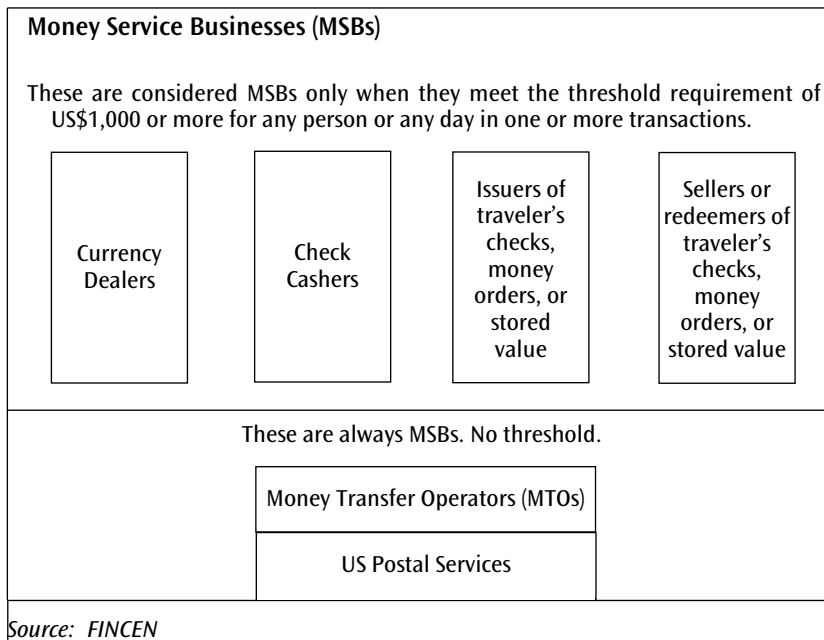 Money Service Businesses (MSBs)
These are considered MSBs only when they meet the threshold requirement of
US$1,000 or more for any person or any day in one or more transactions.
Currency
Dealers
Check
Cashers
Issuers of
traveler's
checks,
money
orders, or
stored
value
Sellers or
redeemers of
traveler's
checks,
money
orders, or
stored value
These are always MSBs. No threshold.
Money Transfer Operators (MTOs)
US Postal Services
Source: FINCEN